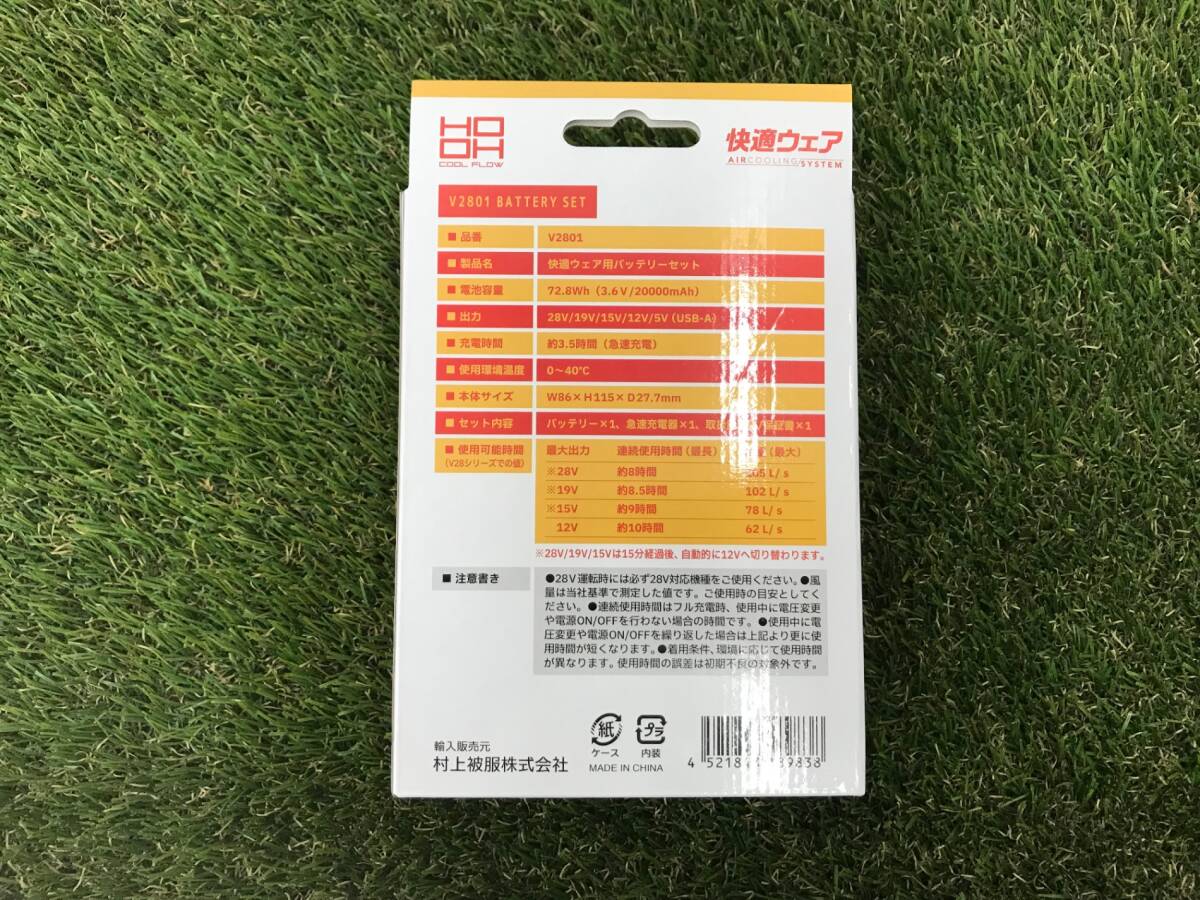 HO
OH
COOL FLOW
快適ウェア
AIR COOLING/SYSTEM™
V2801 BATTERY SET
■ 品番 V2801
■ 製品名 快適ウェア用バッテリーセット
■ 電池容量 72.8Wh（3.6V/20000mAh）
■ 出力 28V/19V/15V/12V/5V（USB-A）
■ 充電時間 約3.5時間（急速充電）
■ 使用環境温度 0〜40℃
■ 本体サイズ W86×H115×D27.7mm
■ セット内容 バッテリー×1、急速充電器×1、取 保証書×1
■ 使用可能時間
（V28シリーズでの値）
最大出力 連続使用時間（最長） （最大）
※28V 約8時間 L/s
※19V 約8.5時間 102 L/s
※15V 約9時間 78 L/s
12V 約10時間 62 L/s
※28V/19V/15Vは15分経過後、自動的に12Vへ切り替わります。
■ 注意書き
●28V運転時には必ず28V対応機種をご使用ください。●風
量は当社基準で測定した値です。ご使用時の目安としてく
ださい。●連続使用時間はフル充電時、使用中に電圧変更
や電源ON/OFFを行わない場合の時間です。●使用中に電
圧変更や電源ON/OFFを繰り返した場合は上記より更に使
用時間が短くなります。●着用条件、環境に応じて使用時間
が異なります。使用時間の誤差は初期不良の対象外です。
輸入販売元
村上被服株式会社
紙
ケース
プラ
内装
MADE IN CHINA
4 5218 39838